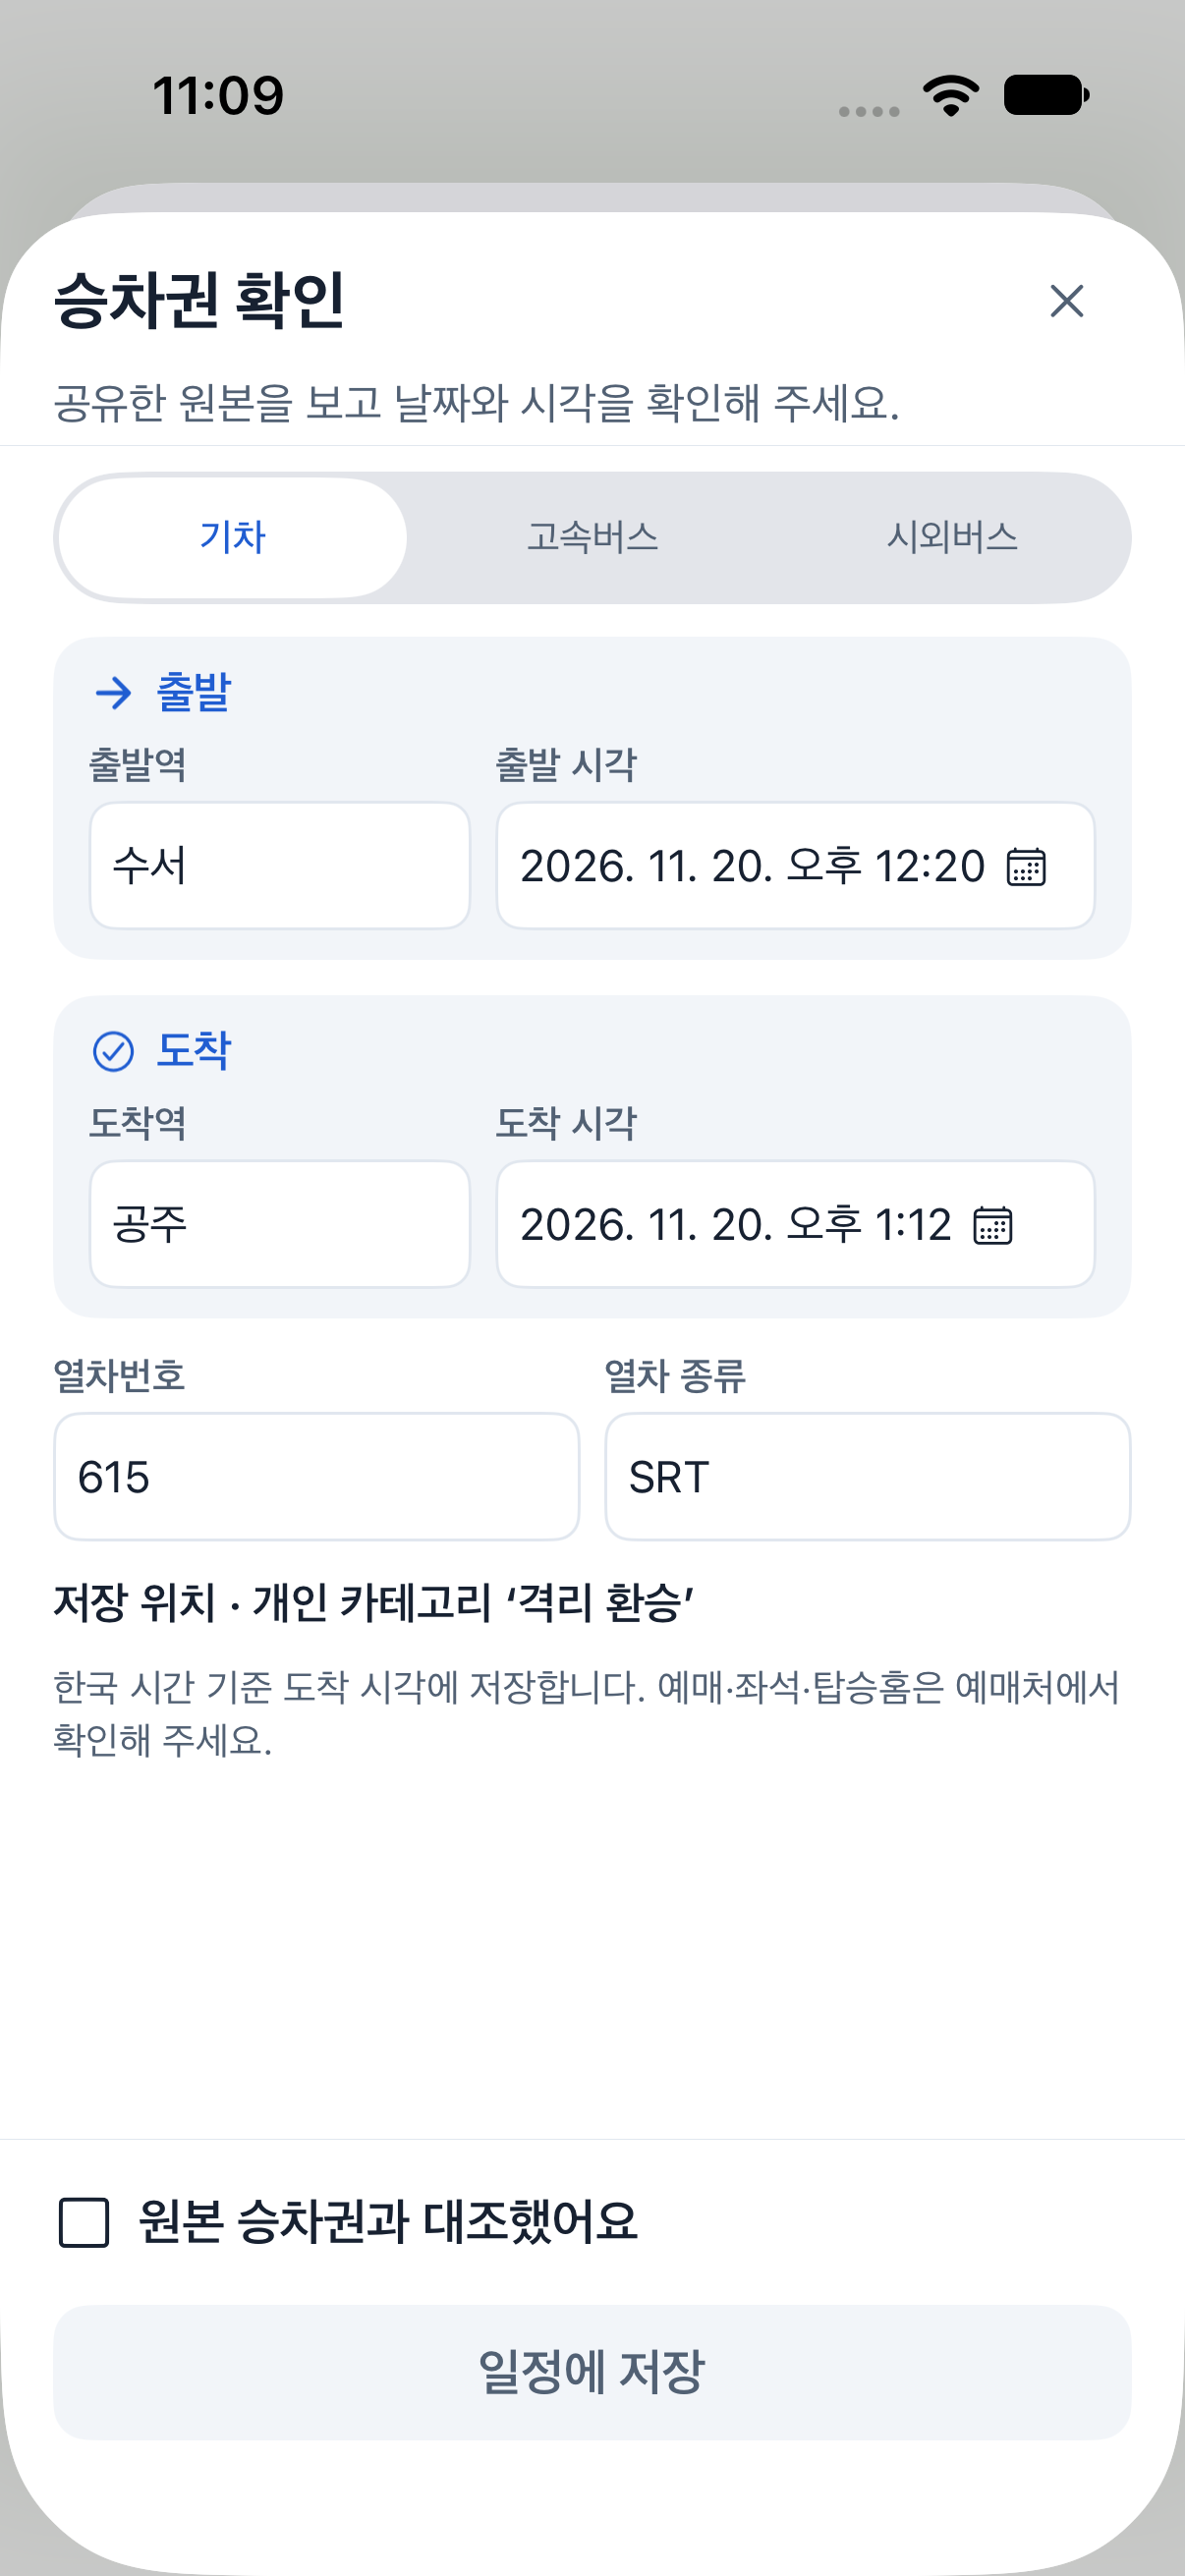 11:09
승차권 확인
공유한 원본을 보고 날짜와 시각을 확인해 주세요.
기차 고속버스 시외버스
출발
출발역 출발 시각
수서 2026. 11. 20. 오후 12:20
도착
도착역 도착 시각
공주 2026. 11. 20. 오후 1:12
열차번호 열차 종류
615 SRT
저장 위치 · 개인 카테고리 ‘격리 환승’
한국 시간 기준 도착 시각에 저장합니다. 예매·좌석·탑승홈은 예매처에서
확인해 주세요.
원본 승차권과 대조했어요
일정에 저장